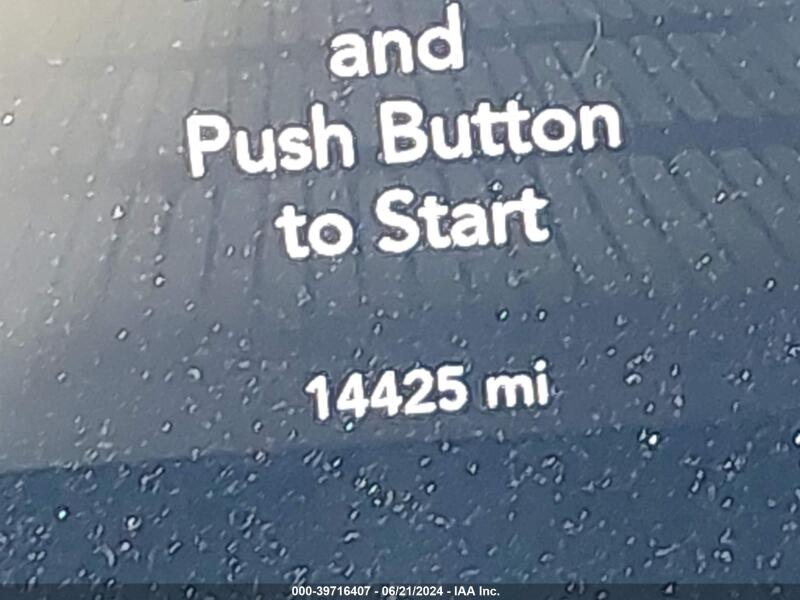 and
Push Button
to Start
14425 mi
000-39716407 - 06/21/2024 - IAA Inc.